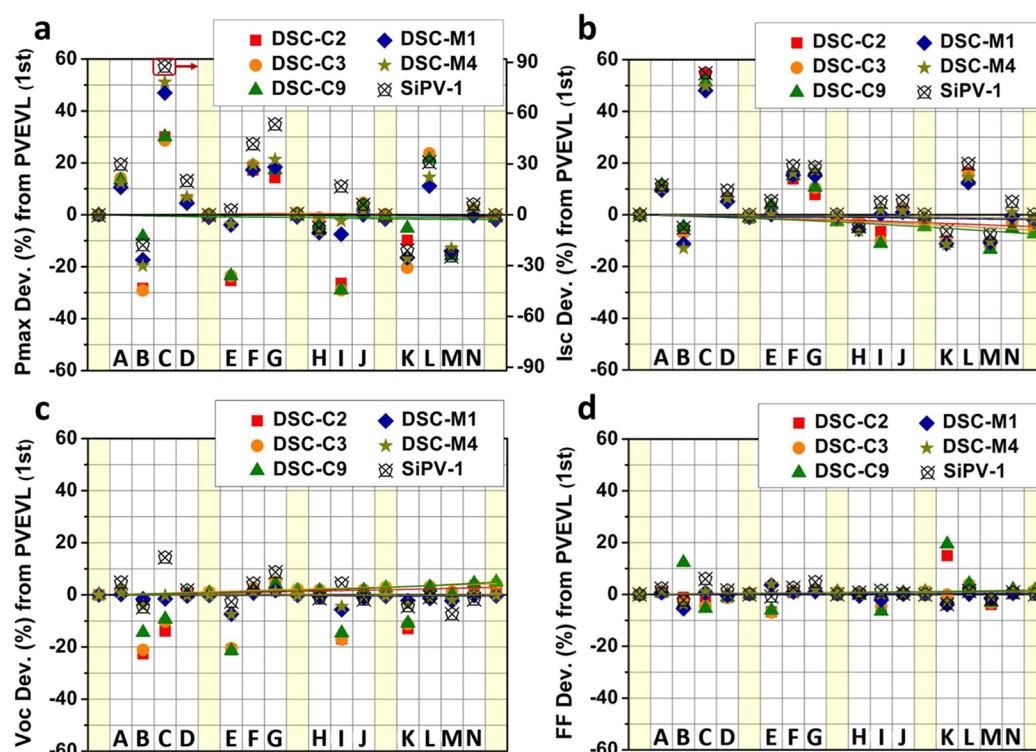 a
DSC-C2 DSC-M1
DSC-C3 DSC-M4
DSC-C9 SiPV-1
Pmax Dev. (%) from PVEVL (1st)
60
40
20
0
-20
-40
-60
90
60
30
0
-30
-60
-90
A B C D E F G H I J K L M N
b
DSC-C2 DSC-M1
DSC-C3 DSC-M4
DSC-C9 SiPV-1
Isc Dev. (%) from PVEVL (1st)
60
40
20
0
-20
-40
-60
A B C D E F G H I J K L M N
c
DSC-C2 DSC-M1
DSC-C3 DSC-M4
DSC-C9 SiPV-1
Voc Dev. (%) from PVEVL (1st)
60
40
20
0
-20
-40
-60
A B C D E F G H I J K L M N
d
DSC-C2 DSC-M1
DSC-C3 DSC-M4
DSC-C9 SiPV-1
FF Dev. (%) from PVEVL (1st)
60
40
20
0
-20
-40
-60
A B C D E F G H I J K L M N